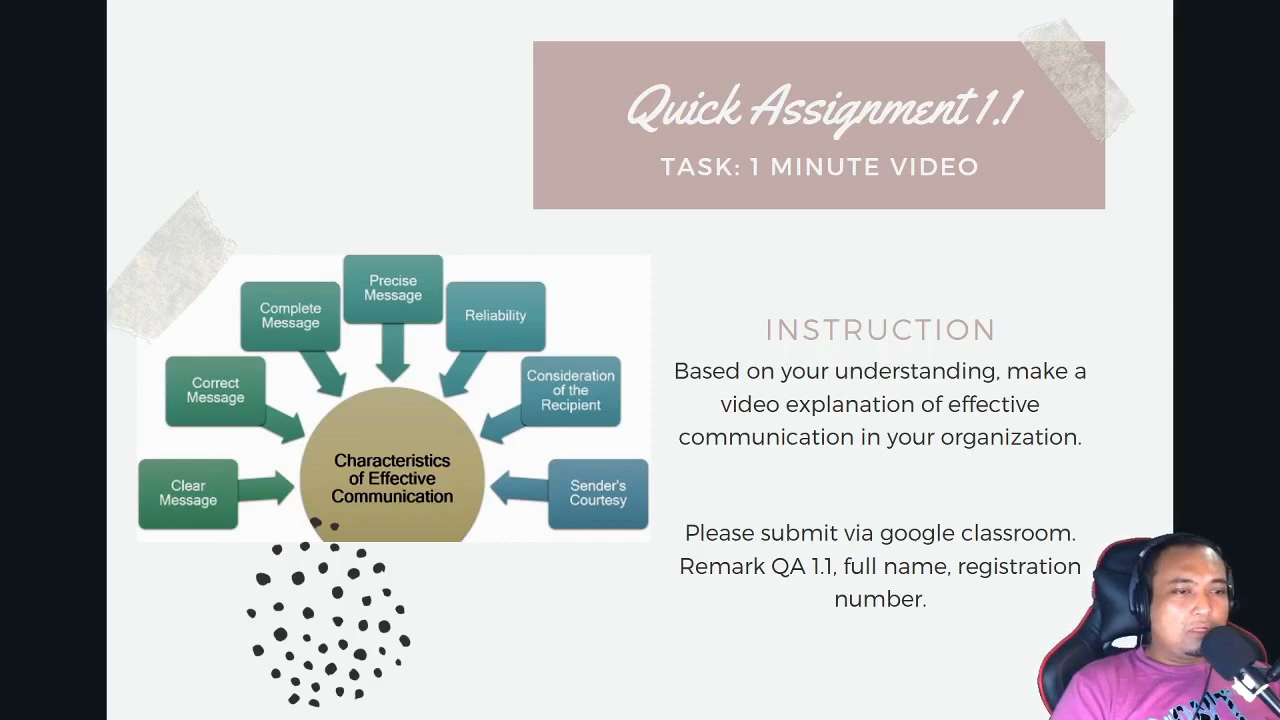 Quick Assignment 1.1
TASK: 1 MINUTE VIDEO
Precise
Message
Complete
Message
Reliability
Correct
Message
Consideration
of the
Recipient
Clear
Message
Characteristics
of Effective
Communication
Sender's
Courtesy
INSTRUCTION
Based on your understanding, make a
video explanation of effective
communication in your organization.
Please submit via google classroom.
Remark QA 1.1, full name, registration
number.